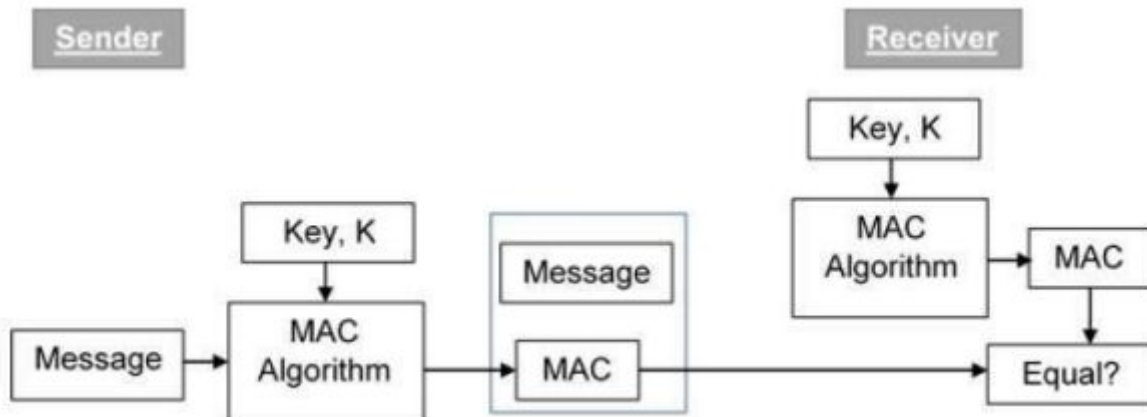 Sender
Receiver
Key, K
MAC
Algorithm
MAC
Key, K
Message
Message
MAC
Algorithm
MAC
Equal?